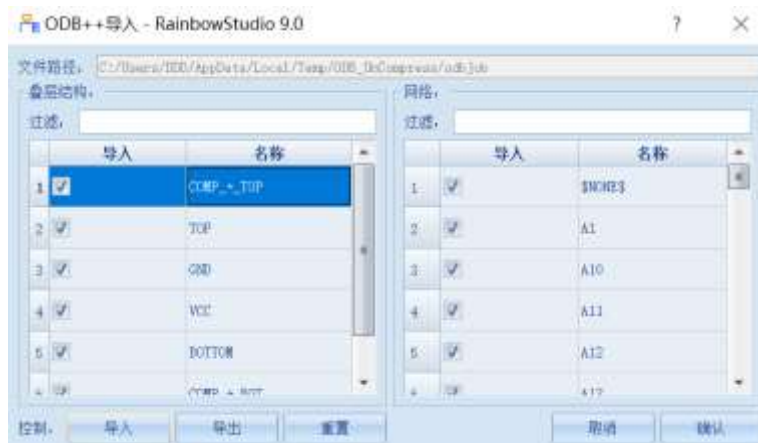 ODB++导入 - RainbowStudio 9.0 ? ×
文件路径: C:/Users/DDD/AppData/Local/Temp/ODB_UnCompress/odbjob
叠层结构: 网络:
过滤: 过滤:
导入 名称 导入 名称
1 COMP_+_TOP 1 $NONE$
2 TOP 2 A1
3 GND 3 A10
4 VCC 4 A11
5 BOTTOM 5 A12
COMP_+_BOT
控制: 导入 导出 重置 取消 确认